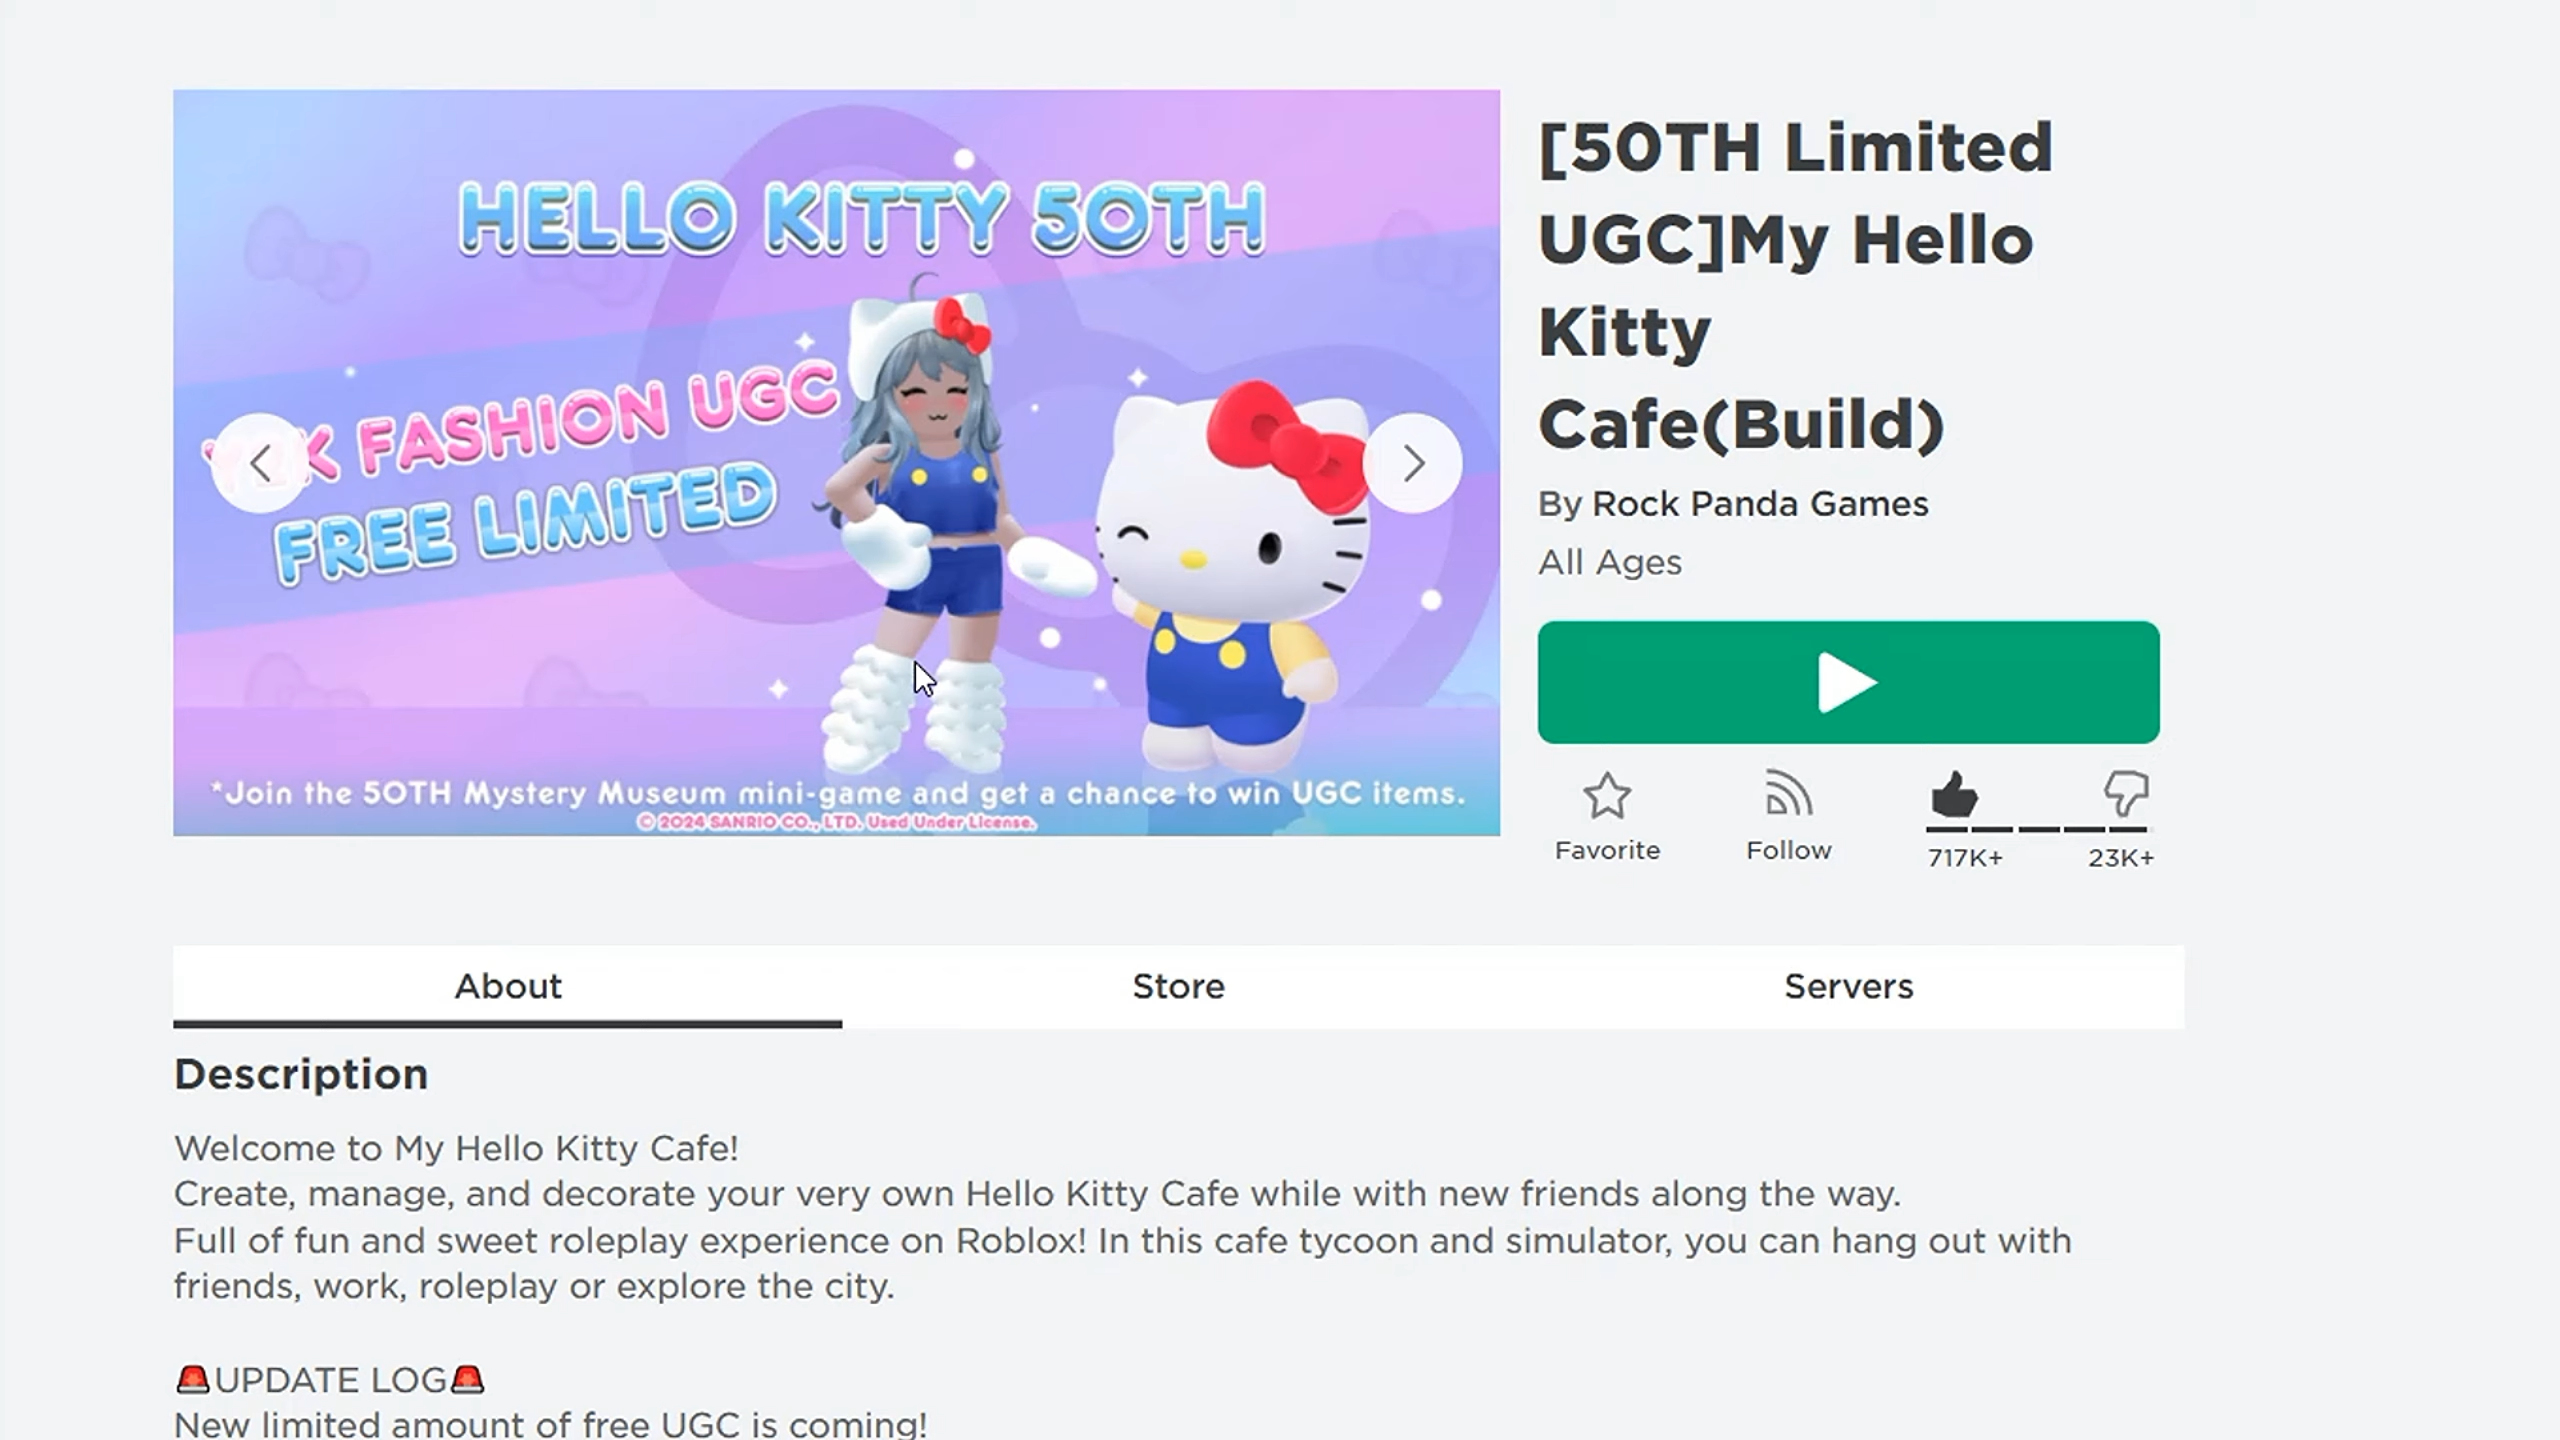 HELLO KITTY 50TH
FASHION UGC
FREE LIMITED
*Join the 50TH Mystery Museum mini-game and get a chance to win UGC items.
© 2024 SANRIO CO., LTD. Used Under License.
[50TH Limited
UGC]My Hello
Kitty
Cafe(Build)
By Rock Panda Games
All Ages
Favorite
Follow
717K+
23K+
About
Store
Servers
Description
Welcome to My Hello Kitty Cafe!
Create, manage, and decorate your very own Hello Kitty Cafe while with new friends along the way.
Full of fun and sweet roleplay experience on Roblox! In this cafe tycoon and simulator, you can hang out with
friends, work, roleplay or explore the city.
🚨UPDATE LOG🚨
New limited amount of free UGC is coming!